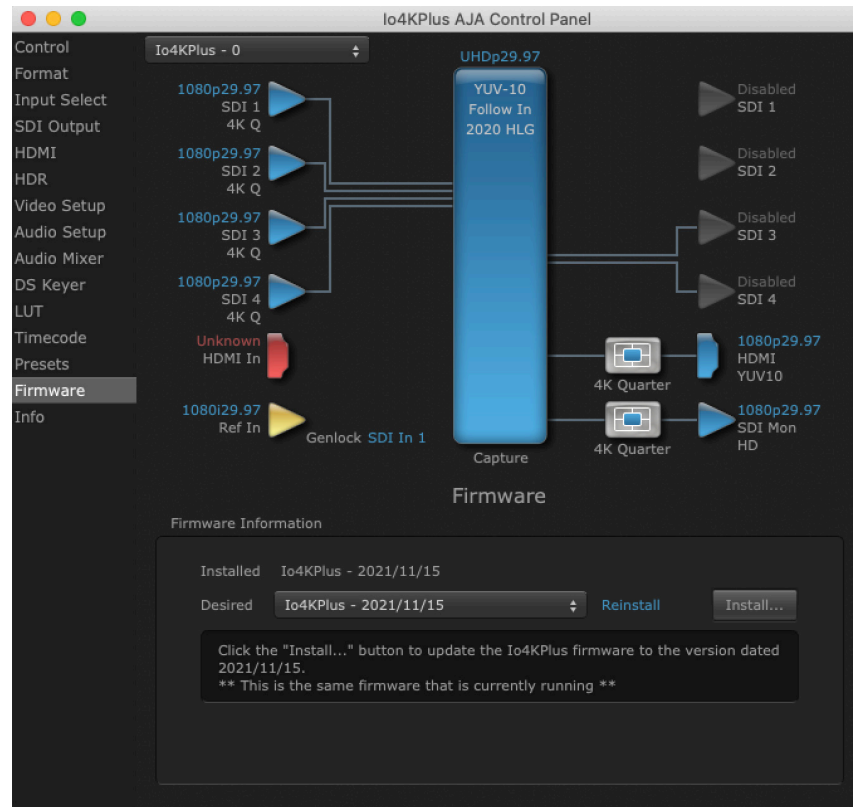 Io4KPlus AJA Control Panel
Control
Format
Input Select
SDI Output
HDMI
HDR
Video Setup
Audio Setup
Audio Mixer
DS Keyer
LUT
Timecode
Presets
Firmware
Info
Io4KPlus - 0
UHDp29.97
YUV-10
Follow In
2020 HLG
1080p29.97
SDI 1
4K Q
1080p29.97
SDI 2
4K Q
1080p29.97
SDI 3
4K Q
1080p29.97
SDI 4
4K Q
Unknown
HDMI In
1080i29.97
Ref In
Genlock SDI In 1
Capture
Disabled
SDI 1
Disabled
SDI 2
Disabled
SDI 3
Disabled
SDI 4
4K Quarter
1080p29.97
HDMI
YUV10
4K Quarter
1080p29.97
SDI Mon
HD
Firmware
Firmware Information
Installed Io4KPlus - 2021/11/15
Desired Io4KPlus - 2021/11/15 Reinstall Install...
Click the "Install..." button to update the Io4KPlus firmware to the version dated
2021/11/15.
** This is the same firmware that is currently running **